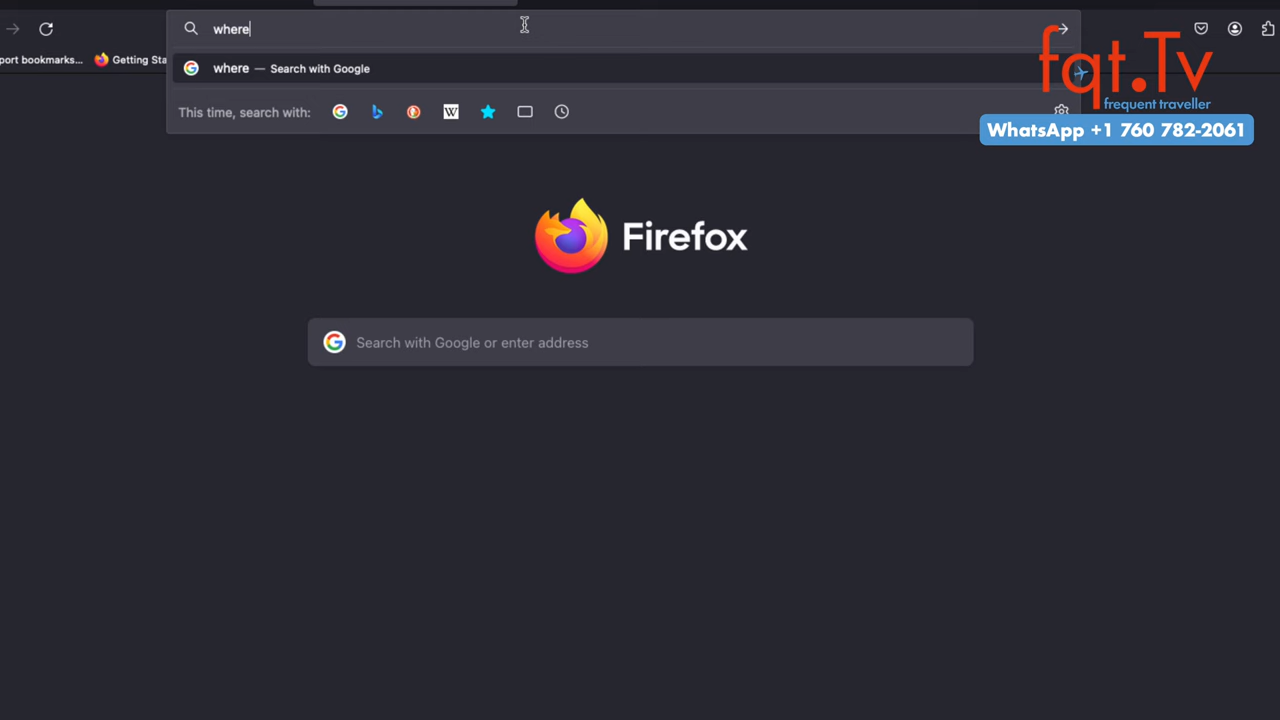 where
port bookmarks...
Getting Sta
where — Search with Google
This time, search with:
W
fqt.Tv
frequent traveller
WhatsApp +1 760 782-2061
Firefox
Search with Google or enter address